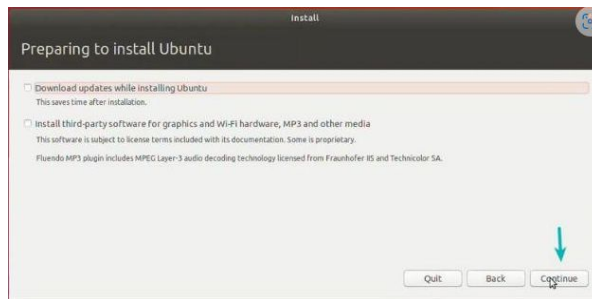 Install
Preparing to install Ubuntu
Download updates while installing Ubuntu
This saves time after installation.
Install third-party software for graphics and Wi-Fi hardware, MP3 and other media
This software is subject to license terms included with its documentation. Some is proprietary.
Fluendo MP3 plugin includes MPEG Layer-3 audio decoding technology licensed from Fraunhofer IIS and Technicolor SA.
Quit Back Continue